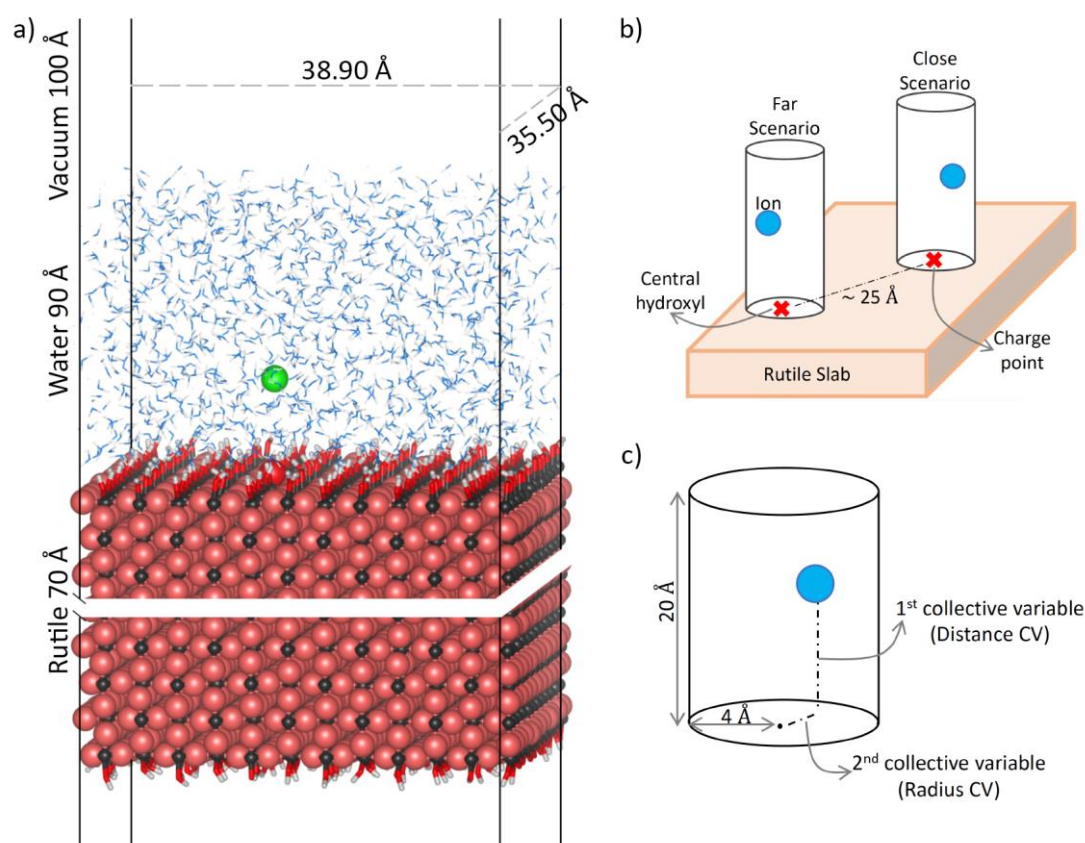 a)
Vacuum 100 Å
Water 90 Å
Rutile 70 Å
38.90 Å
35.50 Å
b)
Far
Scenario
Close
Scenario
Ion
Central
hydroxyl
~ 25 Å
Charge
point
Rutile Slab
c)
20 Å
4 Å
1st collective variable
(Distance CV)
2nd collective variable
(Radius CV)